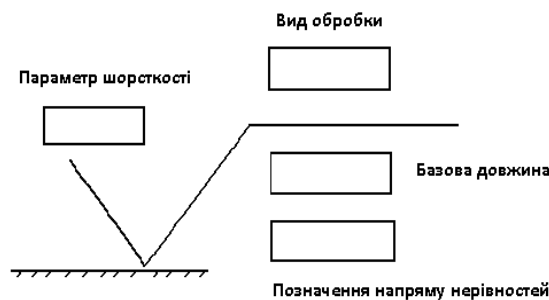 Вид обробки
Параметр шорсткості
Базова довжина
Позначення напряму нерівностей